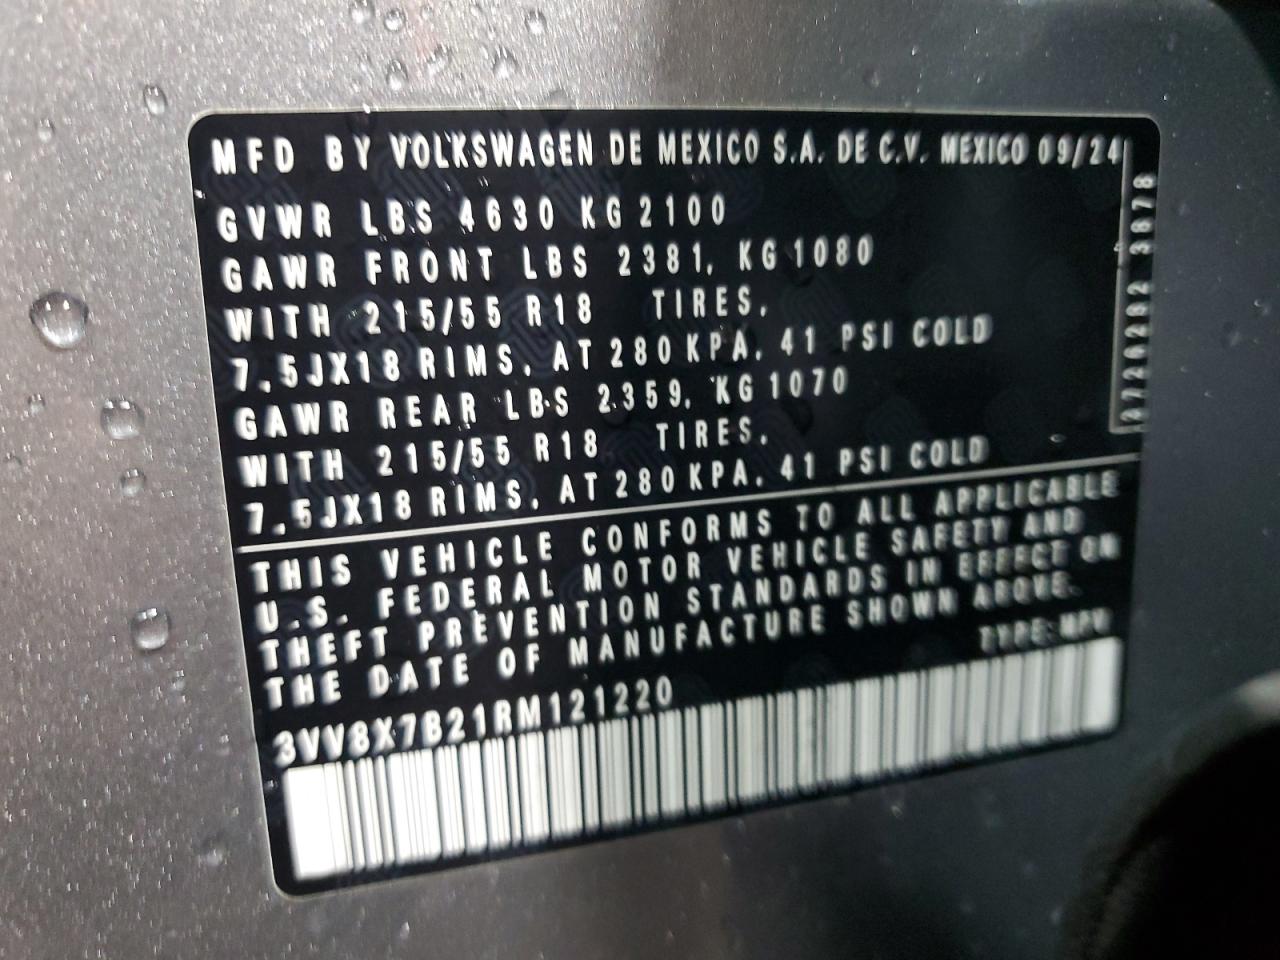 MFD BY VOLKSWAGEN DE MEXICO S.A. DE C.V. MEXICO 09/24
GVWR LBS 4630 KG 2100
GAWR FRONT LBS 2381, KG 1080
WITH 215/55 R18 TIRES,
7.5JX18 RIMS, AT 280 KPA, 41 PSI COLD
GAWR REAR LBS 2359, KG 1070
WITH 215/55 R18 TIRES,
7.5JX18 RIMS, AT 280 KPA, 41 PSI COLD
THIS VEHICLE CONFORMS TO ALL APPLICABLE
U.S. FEDERAL MOTOR VEHICLE SAFETY AND
THEFT PREVENTION STANDARDS IN EFFECT ON
THE DATE OF MANUFACTURE SHOWN ABOVE.
TYPE: MPV
3VV8X7B21RM121220